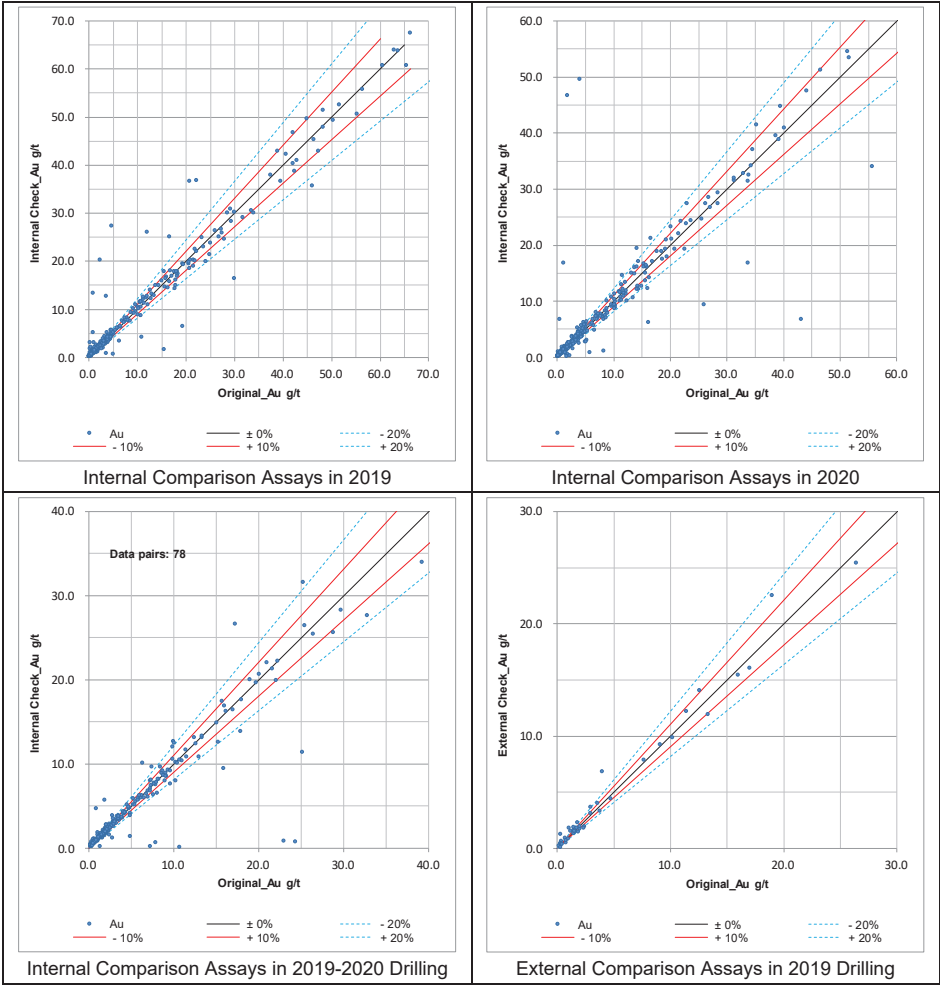 70.0
60.0
50.0
40.0
30.0
20.0
10.0
0.0
Internal Check_Au g/t
0.0 10.0 20.0 30.0 40.0 50.0 60.0 70.0
Original_Au g/t
Au ± 0% - 20%
- 10% + 10% + 20%
Internal Comparison Assays in 2019
60.0
50.0
40.0
30.0
20.0
10.0
0.0
Internal Check_Au g/t
0.0 10.0 20.0 30.0 40.0 50.0 60.0
Original_Au g/t
Au ± 0% - 20%
- 10% + 10% + 20%
Internal Comparison Assays in 2020
40.0
30.0
20.0
10.0
0.0
Internal Check_Au g/t
Data pairs: 78
0.0 10.0 20.0 30.0 40.0
Original_Au g/t
Au ± 0% - 20%
- 10% + 10% + 20%
Internal Comparison Assays in 2019-2020 Drilling
30.0
20.0
10.0
0.0
External Check_Au g/t
0.0 10.0 20.0 30.0
Original_Au g/t
Au ± 0% - 20%
- 10% + 10% + 20%
External Comparison Assays in 2019 Drilling